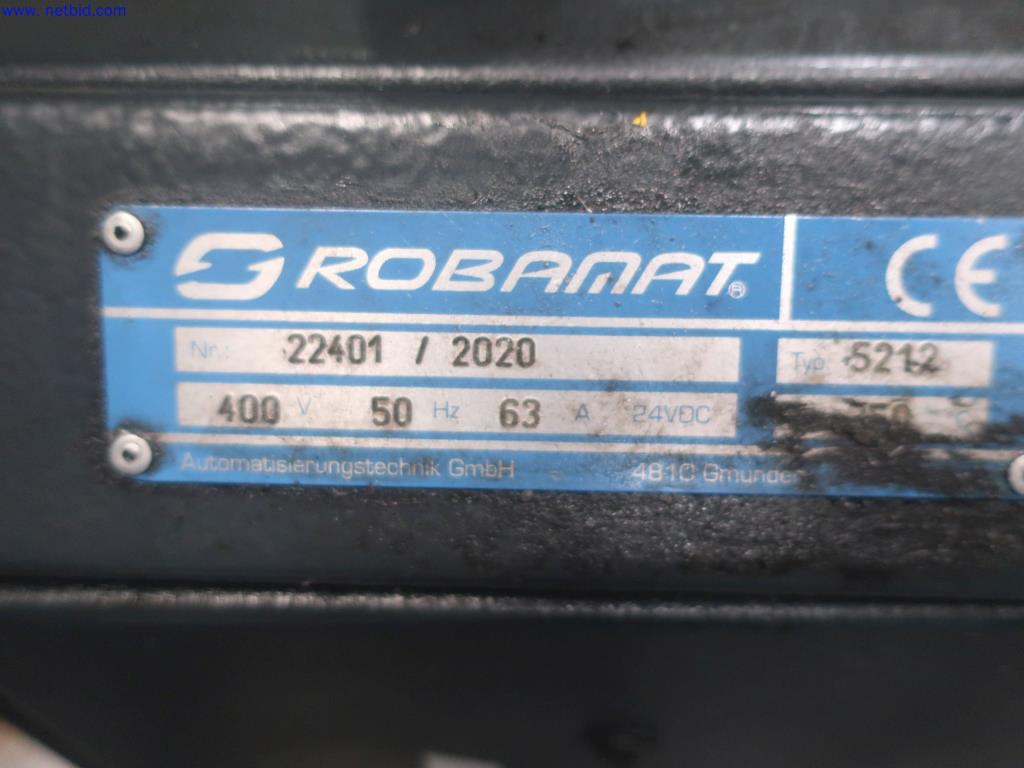 www.netbid.com
ROBAMAT® CE
Nr.: 22401 / 2020 Typ: 5212
400 V 50 Hz 63 A 24VDC °C
Automatisierungstechnik GmbH 4810 Gmunden